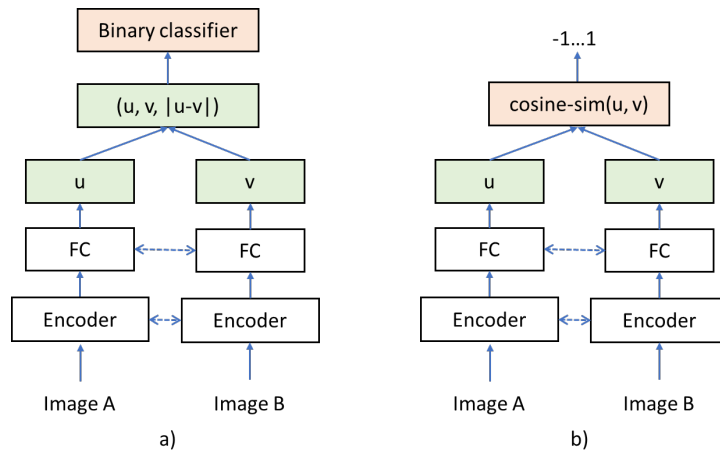 Binary classifier
(u, v, |u-v|)
u
v
FC
FC
Encoder
Encoder
Image A
Image B
a)
-1...1
cosine-sim(u, v)
u
v
FC
FC
Encoder
Encoder
Image A
Image B
b)